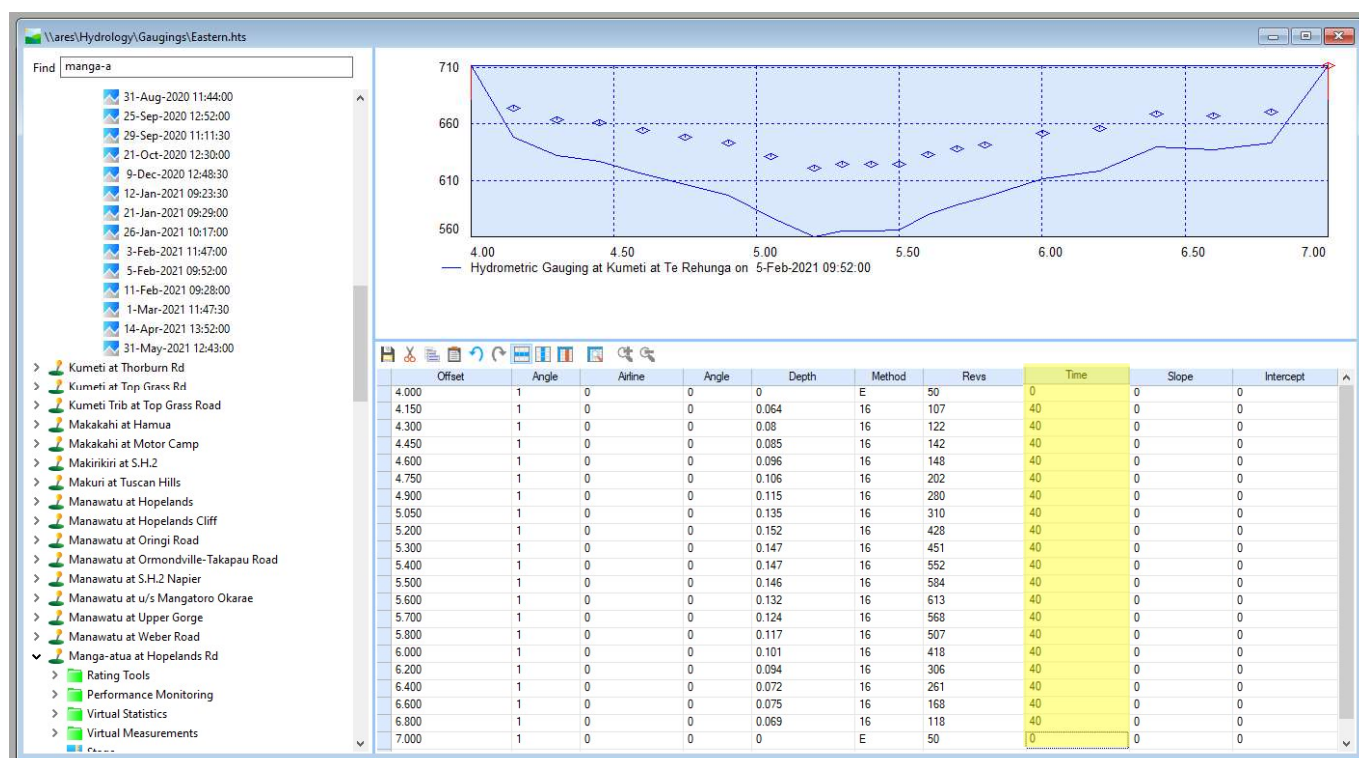 \\ares\Hydrology\Gaugings\Eastern.hts
Find manga-a
31-Aug-2020 11:44:00
25-Sep-2020 12:52:00
29-Sep-2020 11:11:30
21-Oct-2020 12:30:00
9-Dec-2020 12:48:30
12-Jan-2021 09:23:30
21-Jan-2021 09:29:00
26-Jan-2021 10:17:00
3-Feb-2021 11:47:00
5-Feb-2021 09:52:00
11-Feb-2021 09:28:00
1-Mar-2021 11:47:30
14-Apr-2021 13:52:00
31-May-2021 12:43:00
Kumeti at Thorburn Rd
Kumeti at Top Grass Rd
Kumeti Trib at Top Grass Road
Makakahi at Hamua
Makakahi at Motor Camp
Makirikiri at S.H.2
Makuri at Tuscan Hills
Manawatu at Hopelands
Manawatu at Hopelands Cliff
Manawatu at Oringi Road
Manawatu at Ormondville-Takapau Road
Manawatu at S.H.2 Napier
Manawatu at u/s Mangatoro Okarae
Manawatu at Upper Gorge
Manawatu at Weber Road
Manga-atua at Hopelands Rd
Rating Tools
Performance Monitoring
Virtual Statistics
Virtual Measurements
710
660
610
560
4.00 4.50 5.00 5.50 6.00 6.50 7.00
Hydrometric Gauging at Kumeti at Te Rehunga on 5-Feb-2021 09:52:00
Offset Angle Airline Angle Depth Method Revs Time Slope Intercept
4.000 1 0 0 0 E 50 0 0 0
4.150 1 0 0 0.064 16 107 40 0 0
4.300 1 0 0 0.08 16 122 40 0 0
4.450 1 0 0 0.085 16 142 40 0 0
4.600 1 0 0 0.096 16 148 40 0 0
4.750 1 0 0 0.106 16 202 40 0 0
4.900 1 0 0 0.115 16 280 40 0 0
5.050 1 0 0 0.135 16 310 40 0 0
5.200 1 0 0 0.152 16 428 40 0 0
5.300 1 0 0 0.147 16 451 40 0 0
5.400 1 0 0 0.147 16 552 40 0 0
5.500 1 0 0 0.146 16 584 40 0 0
5.600 1 0 0 0.132 16 613 40 0 0
5.700 1 0 0 0.124 16 568 40 0 0
5.800 1 0 0 0.117 16 507 40 0 0
6.000 1 0 0 0.101 16 418 40 0 0
6.200 1 0 0 0.094 16 306 40 0 0
6.400 1 0 0 0.072 16 261 40 0 0
6.600 1 0 0 0.075 16 168 40 0 0
6.800 1 0 0 0.069 16 118 40 0 0
7.000 1 0 0 0 E 50 0 0 0